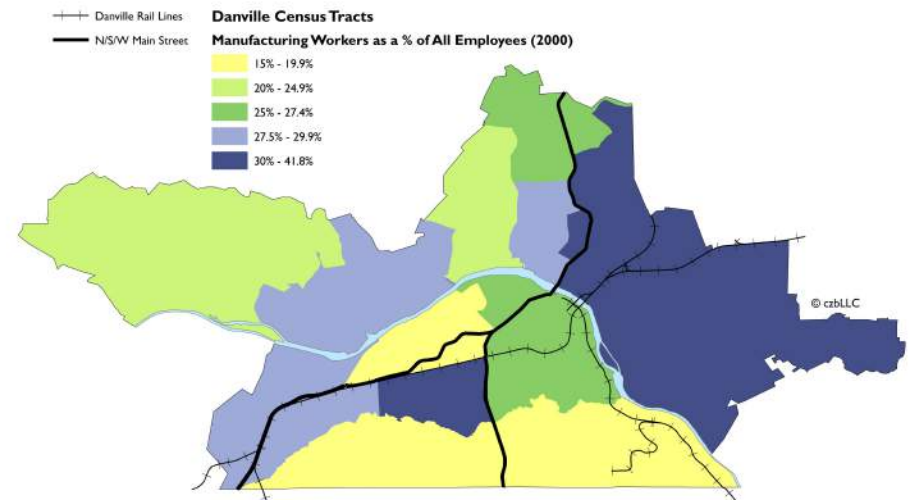 Danville Rail Lines
N/S/W Main Street
Danville Census Tracts
Manufacturing Workers as a % of All Employees (2000)
15% - 19.9%
20% - 24.9%
25% - 27.4%
27.5% - 29.9%
30% - 41.8%
© czbLLC